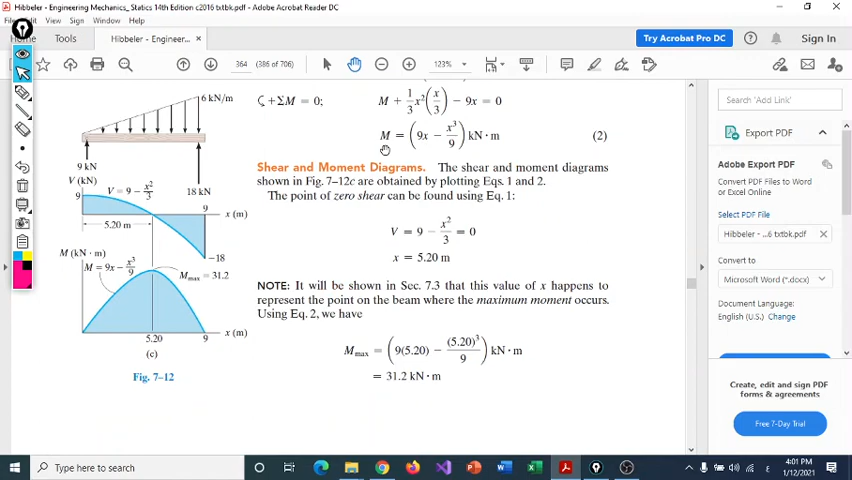 Hibbeler - Engineering Mechanics_ Statics 14th Edition c2016 txtbk.pdf - Adobe Acrobat Reader DC
File Edit View Sign Window Help
Home Tools Hibbeler - Engineer... ×
Try Acrobat Pro DC Sign In
364 (386 of 706) 123%
6 kN/m
9 kN
18 kN
V (kN)
9
V = 9 − x²/3
9
x (m)
5.20 m
−18
M (kN · m)
M = 9x − x³/9
Mmax = 31.2
x (m)
5.20 9
(c)
Fig. 7–12
ζ+ΣM = 0; M + 1/3 x² (x/3) − 9x = 0
M = (9x − x³/9) kN · m (2)
Shear and Moment Diagrams. The shear and moment diagrams
shown in Fig. 7–12c are obtained by plotting Eqs. 1 and 2.
The point of zero shear can be found using Eq. 1:
V = 9 − x²/3 = 0
x = 5.20 m
NOTE: It will be shown in Sec. 7.3 that this value of x happens to
represent the point on the beam where the maximum moment occurs.
Using Eq. 2, we have
Mmax = (9(5.20) − (5.20)³/9) kN · m
= 31.2 kN · m
Search 'Add Link'
Export PDF
Adobe Export PDF
Convert PDF Files to Word
or Excel Online
Select PDF File
Hibbeler - ...6 txtbk.pdf ×
Convert to
Microsoft Word (*.docx)
Document Language:
English (U.S.) Change
Create, edit and sign PDF
forms & agreements
Free 7-Day Trial
Type here to search
4:01 PM
1/12/2021